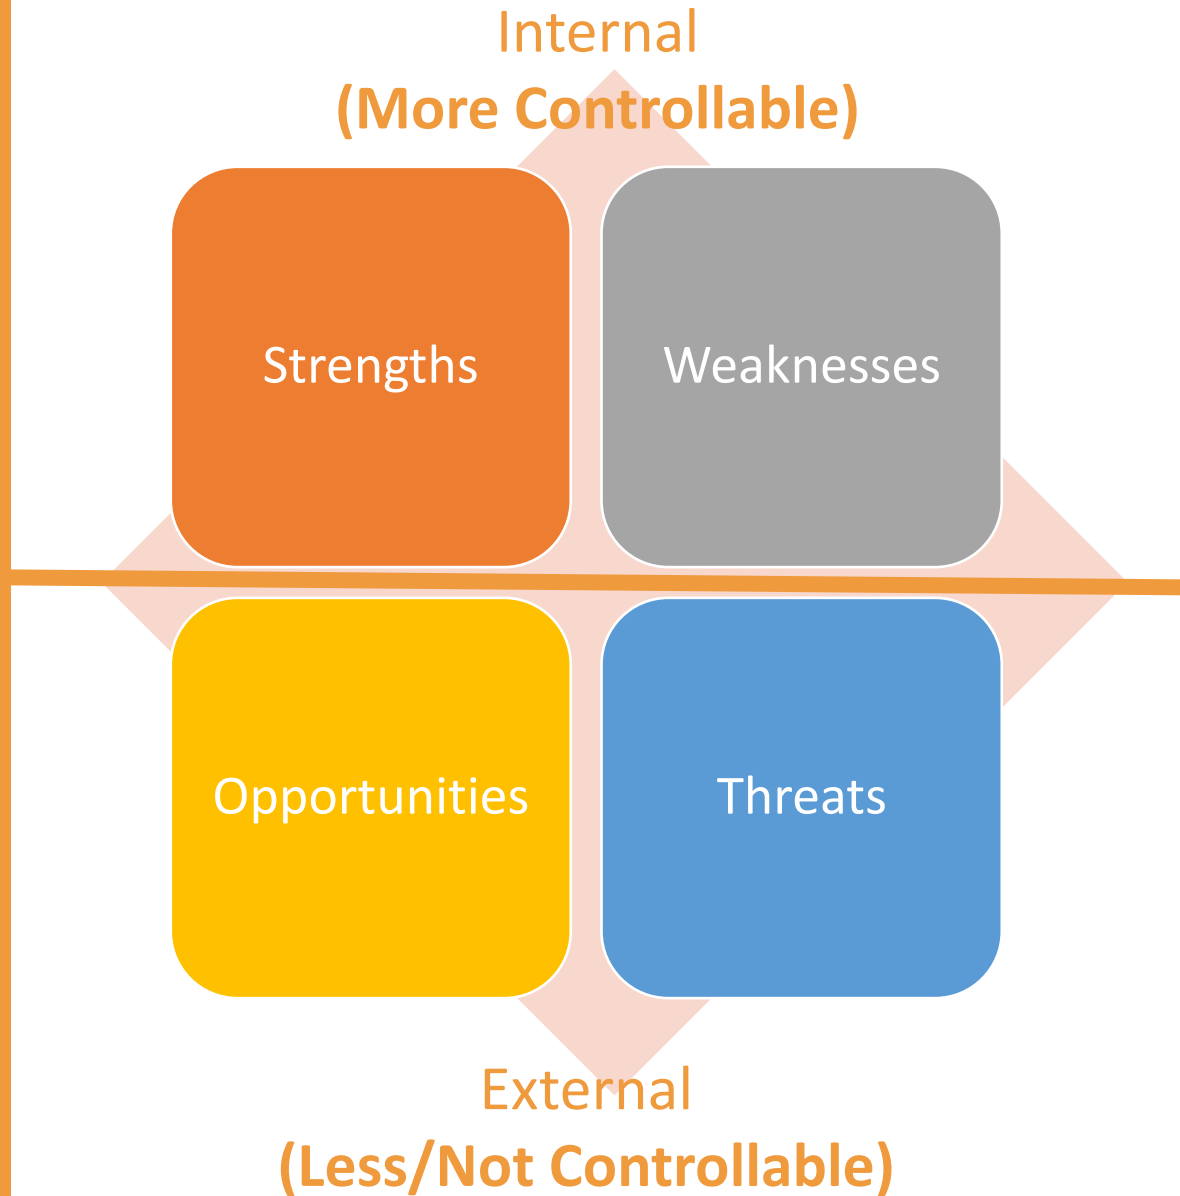 Internal
(More Controllable)
Strengths
Weaknesses
Opportunities
Threats
External
(Less/Not Controllable)